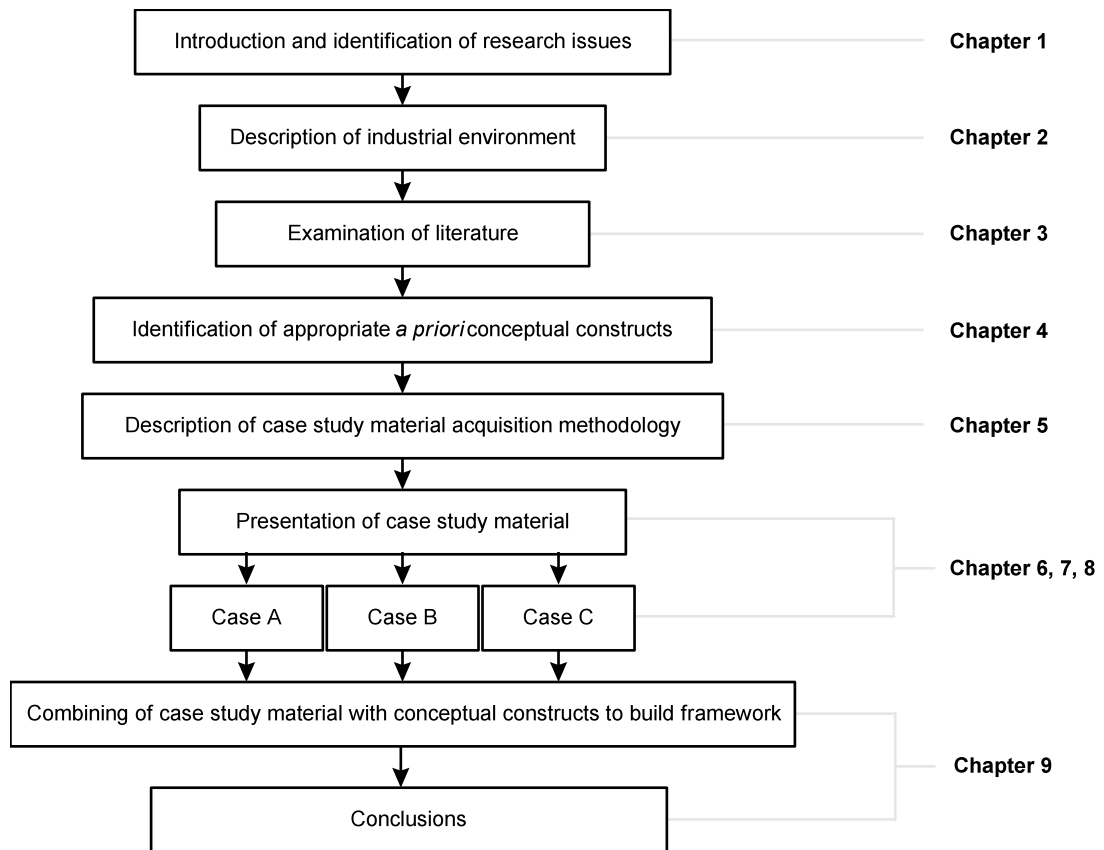 Introduction and identification of research issues
Chapter 1
Description of industrial environment
Chapter 2
Examination of literature
Chapter 3
Identification of appropriate a priori conceptual constructs
Chapter 4
Description of case study material acquisition methodology
Chapter 5
Presentation of case study material
Chapter 6, 7, 8
Case A
Case B
Case C
Combining of case study material with conceptual constructs to build framework
Chapter 9
Conclusions